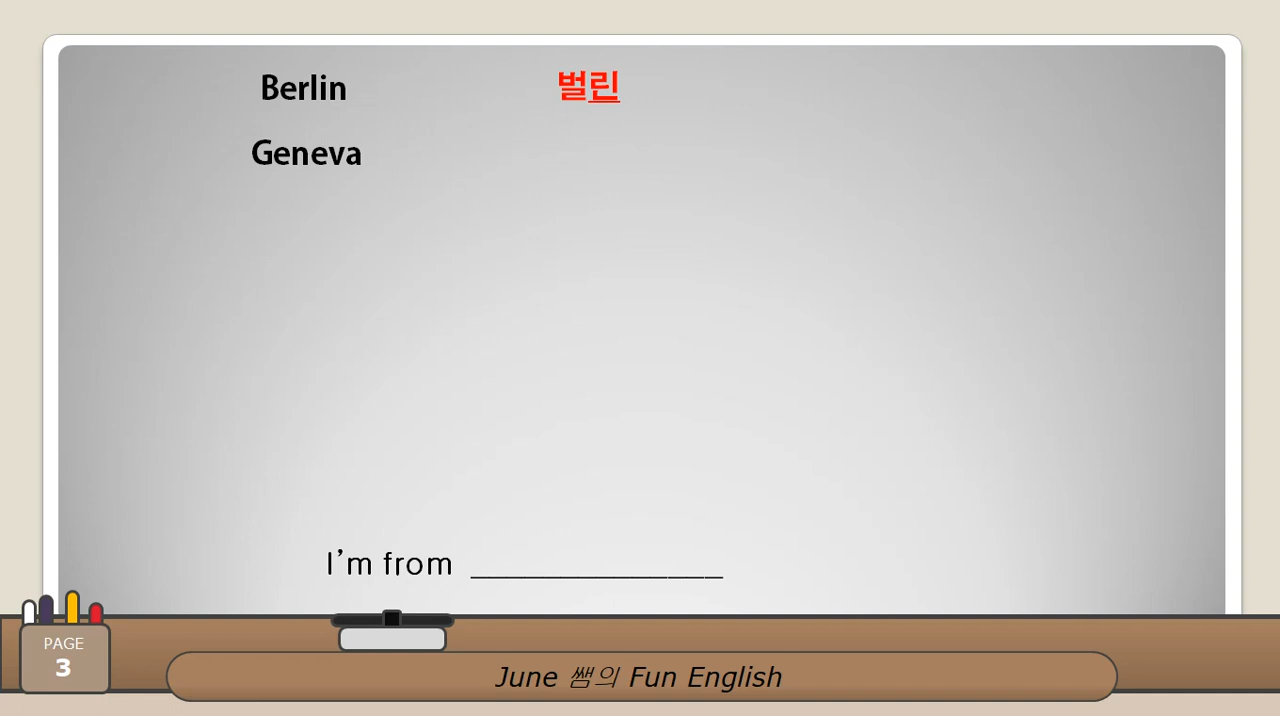 Berlin 벌린
Geneva
I'm from ______________
PAGE
3
June 쌤의 Fun English